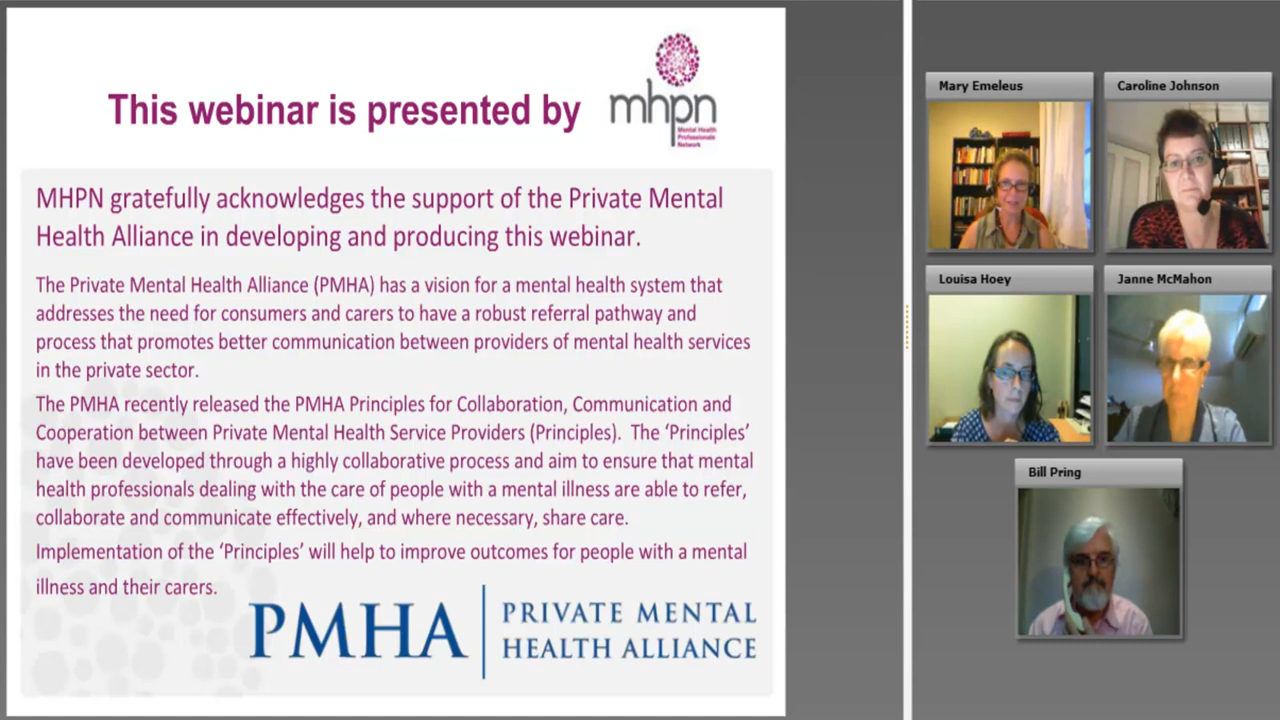 This webinar is presented by
mhpn
Mental Health
Professionals
Network
MHPN gratefully acknowledges the support of the Private Mental
Health Alliance in developing and producing this webinar.
The Private Mental Health Alliance (PMHA) has a vision for a mental health system that
addresses the need for consumers and carers to have a robust referral pathway and
process that promotes better communication between providers of mental health services
in the private sector.
The PMHA recently released the PMHA Principles for Collaboration, Communication and
Cooperation between Private Mental Health Service Providers (Principles). The ‘Principles’
have been developed through a highly collaborative process and aim to ensure that mental
health professionals dealing with the care of people with a mental illness are able to refer,
collaborate and communicate effectively, and where necessary, share care.
Implementation of the ‘Principles’ will help to improve outcomes for people with a mental
illness and their carers.
PMHA
PRIVATE MENTAL
HEALTH ALLIANCE
Mary Emeleus
Caroline Johnson
Louisa Hoey
Janne McMahon
Bill Pring